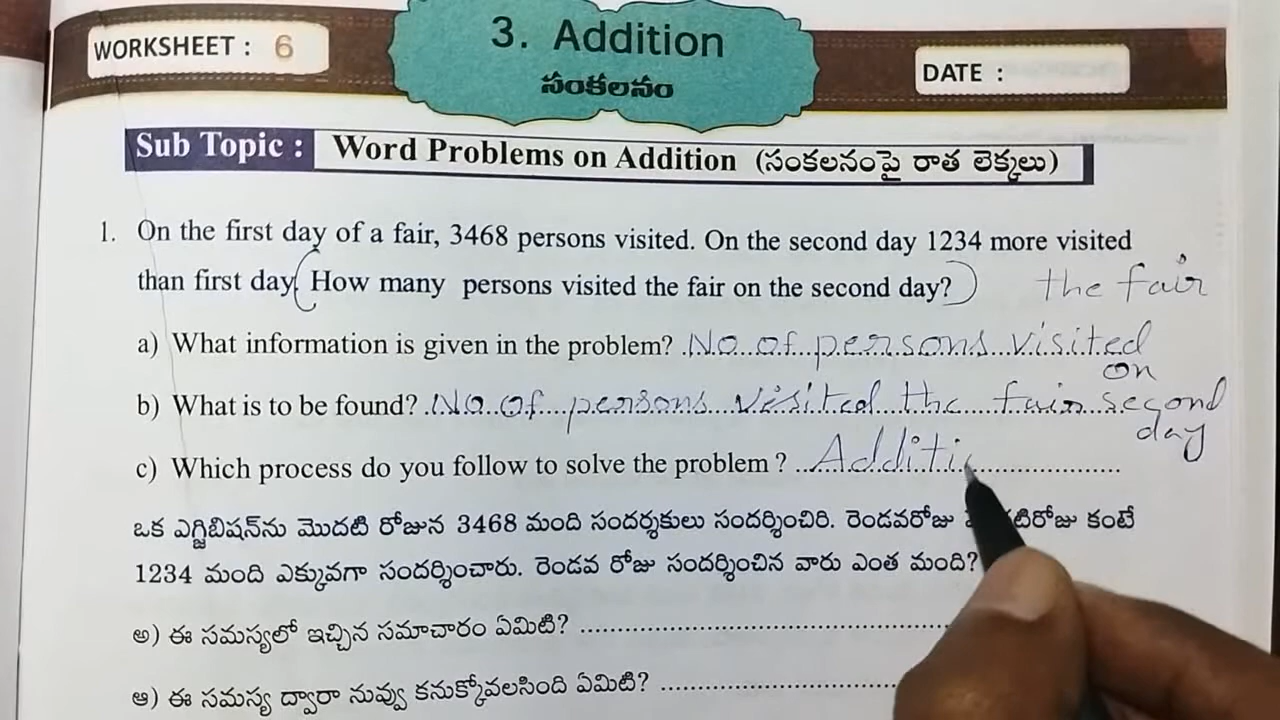 WORKSHEET : 6
3. Addition
సంకలనం
DATE :
Sub Topic : Word Problems on Addition (సంకలనంపై రాత లెక్కలు)
1. On the first day of a fair, 3468 persons visited. On the second day 1234 more visited
than first day. (How many persons visited the fair on the second day?) the fair
a) What information is given in the problem? No of persons visited
on
b) What is to be found? No of persons visited the fair second
day
c) Which process do you follow to solve the problem ? Additi
ఒక ఎగ్జిబిషన్‌ను మొదటి రోజున 3468 మంది సందర్శకులు సందర్శించిరి. రెండవరోజు టిరోజు కంటే
1234 మంది ఎక్కువగా సందర్శించారు. రెండవ రోజు సందర్శించిన వారు ఎంత మంది?
అ) ఈ సమస్యలో ఇచ్చిన సమాచారం ఏమిటి?
ఆ) ఈ సమస్య ద్వారా నువ్వు కనుక్కోవలసింది ఏమిటి?